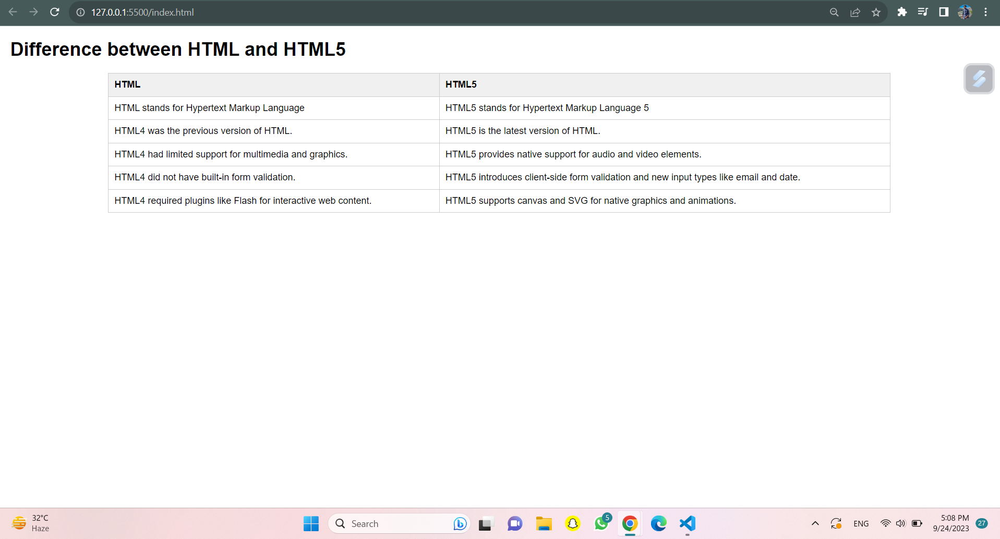 127.0.0.1:5500/index.html
Difference between HTML and HTML5
HTML HTML5
HTML stands for Hypertext Markup Language HTML5 stands for Hypertext Markup Language 5
HTML4 was the previous version of HTML. HTML5 is the latest version of HTML.
HTML4 had limited support for multimedia and graphics. HTML5 provides native support for audio and video elements.
HTML4 did not have built-in form validation. HTML5 introduces client-side form validation and new input types like email and date.
HTML4 required plugins like Flash for interactive web content. HTML5 supports canvas and SVG for native graphics and animations.
32°C
Haze
Search
5
ENG
5:08 PM
9/24/2023
27